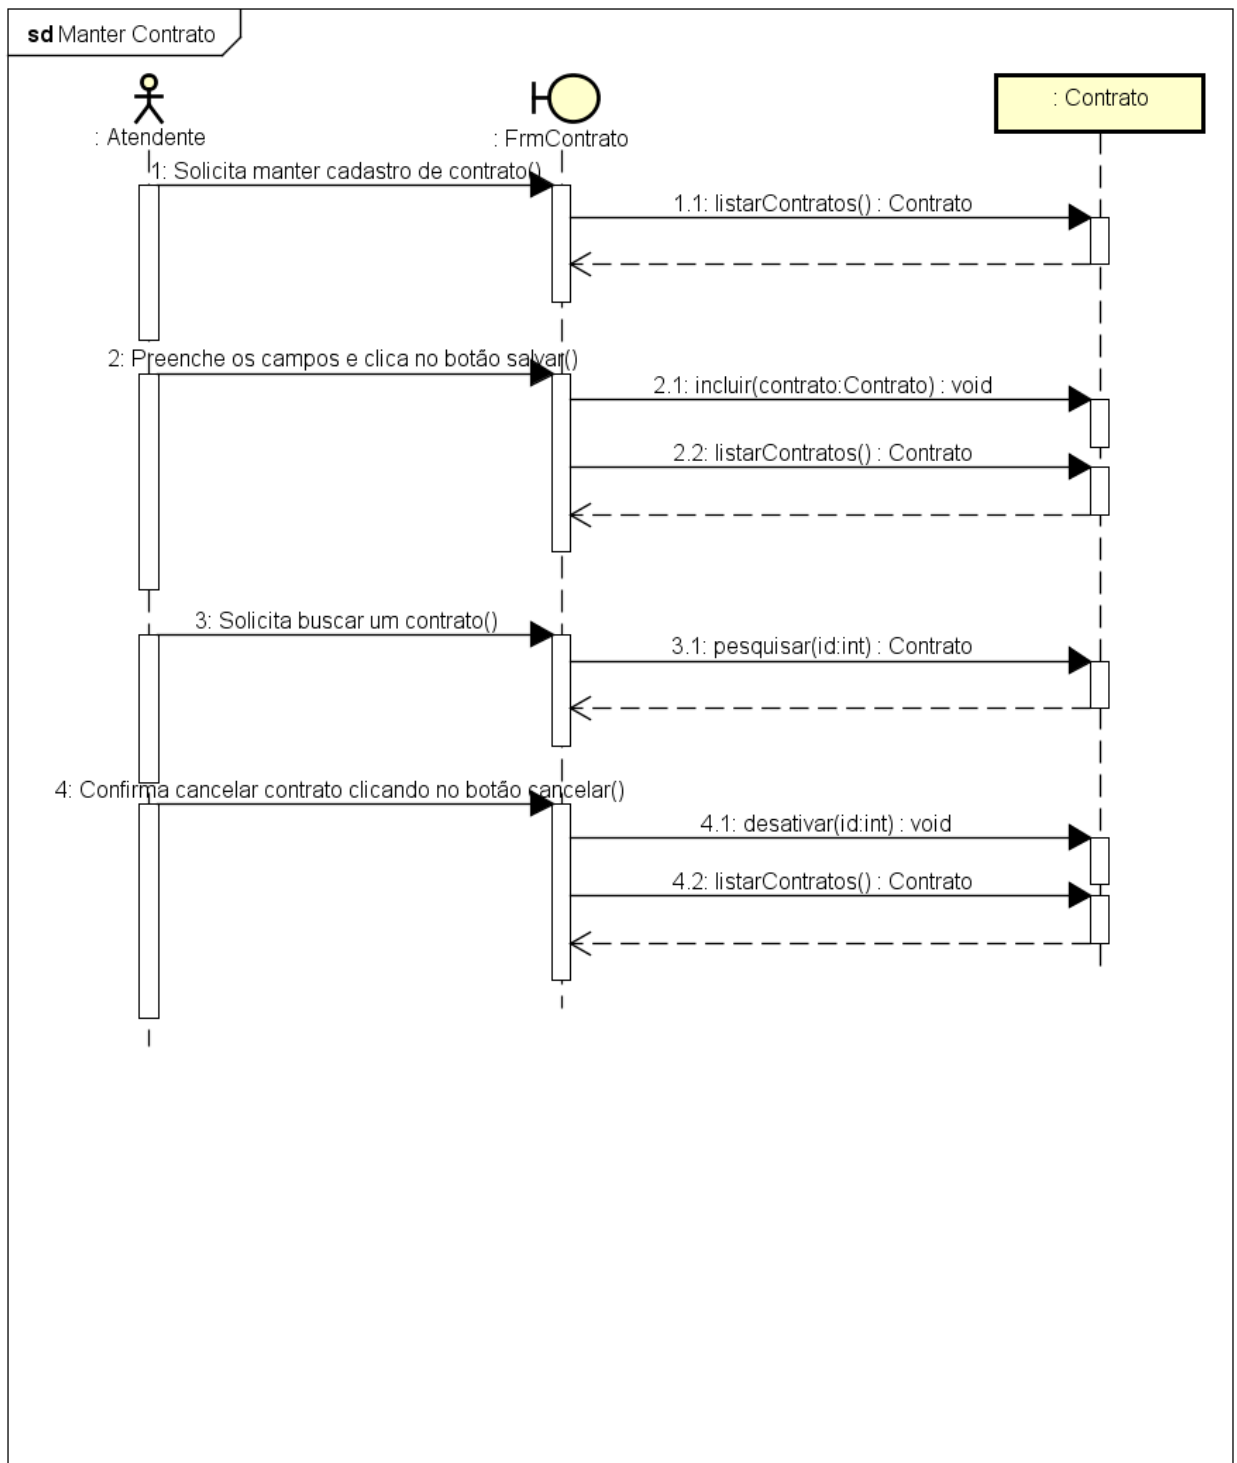 sd Manter Contrato
: Atendente
: FrmContrato
: Contrato
1: Solicita manter cadastro de contrato()
1.1: listarContratos() : Contrato
2: Preenche os campos e clica no botão salvar()
2.1: incluir(contrato:Contrato) : void
2.2: listarContratos() : Contrato
3: Solicita buscar um contrato()
3.1: pesquisar(id:int) : Contrato
4: Confirma cancelar contrato clicando no botão cancelar()
4.1: desativar(id:int) : void
4.2: listarContratos() : Contrato